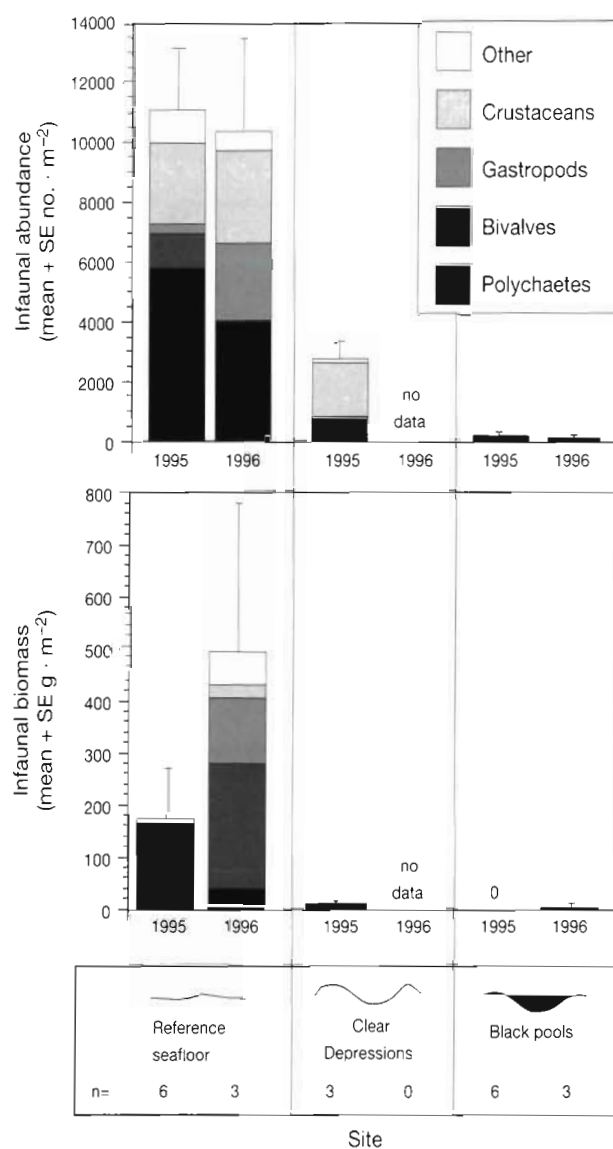 Infaunal abundance
(mean + SE no. · m⁻²)
14000
12000
10000
8000
6000
4000
2000
0
Other
Crustaceans
Gastropods
Bivalves
Polychaetes
no
data
1995 1996 1995 1996 1995 1996
Infaunal biomass
(mean + SE g · m⁻²)
800
700
600
500
400
300
200
100
0
no
data
0
1995 1996 1995 1996 1995 1996
Reference
seafloor
Clear
Depressions
Black pools
n= 6 3 3 0 6 3
Site